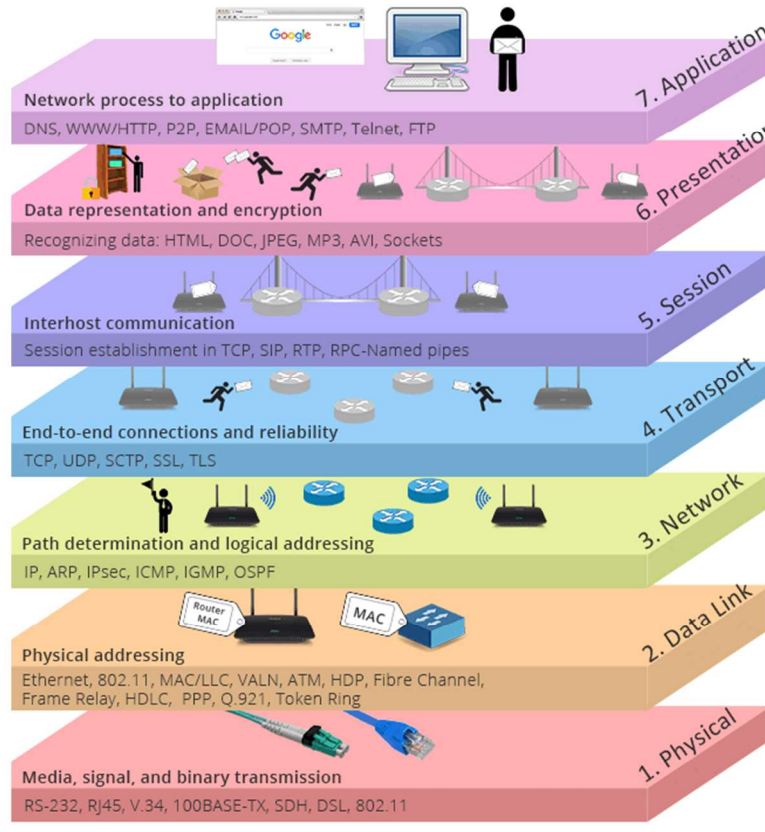 Google
7. Application
Network process to application
DNS, WWW/HTTP, P2P, EMAIL/POP, SMTP, Telnet, FTP
6. Presentation
Data representation and encryption
Recognizing data: HTML, DOC, JPEG, MP3, AVI, Sockets
5. Session
Interhost communication
Session establishment in TCP, SIP, RTP, RPC-Named pipes
4. Transport
End-to-end connections and reliability
TCP, UDP, SCTP, SSL, TLS
3. Network
Path determination and logical addressing
IP, ARP, IPsec, ICMP, IGMP, OSPF
Router
MAC
MAC
2. Data Link
Physical addressing
Ethernet, 802.11, MAC/LLC, VALN, ATM, HDP, Fibre Channel,
Frame Relay, HDLC, PPP, Q.921, Token Ring
1. Physical
Media, signal, and binary transmission
RS-232, RJ45, V.34, 100BASE-TX, SDH, DSL, 802.11